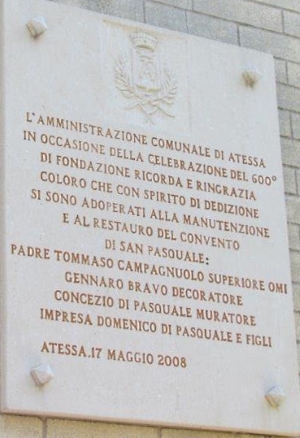 L'AMMINISTRAZIONE COMUNALE DI ATESSA
IN OCCASIONE DELLA CELEBRAZIONE DEL 600°
DI FONDAZIONE RICORDA E RINGRAZIA
COLORO CHE CON SPIRITO DI DEDIZIONE
SI SONO ADOPERATI ALLA MANUTENZIONE
E AL RESTAURO DEL CONVENTO
DI SAN PASQUALE:
PADRE TOMMASO CAMPAGNUOLO SUPERIORE OMI
GENNARO BRAVO DECORATORE
CONCEZIO DI PASQUALE MURATORE
IMPRESA DOMENICO DI PASQUALE E FIGLI
ATESSA.17 MAGGIO 2008